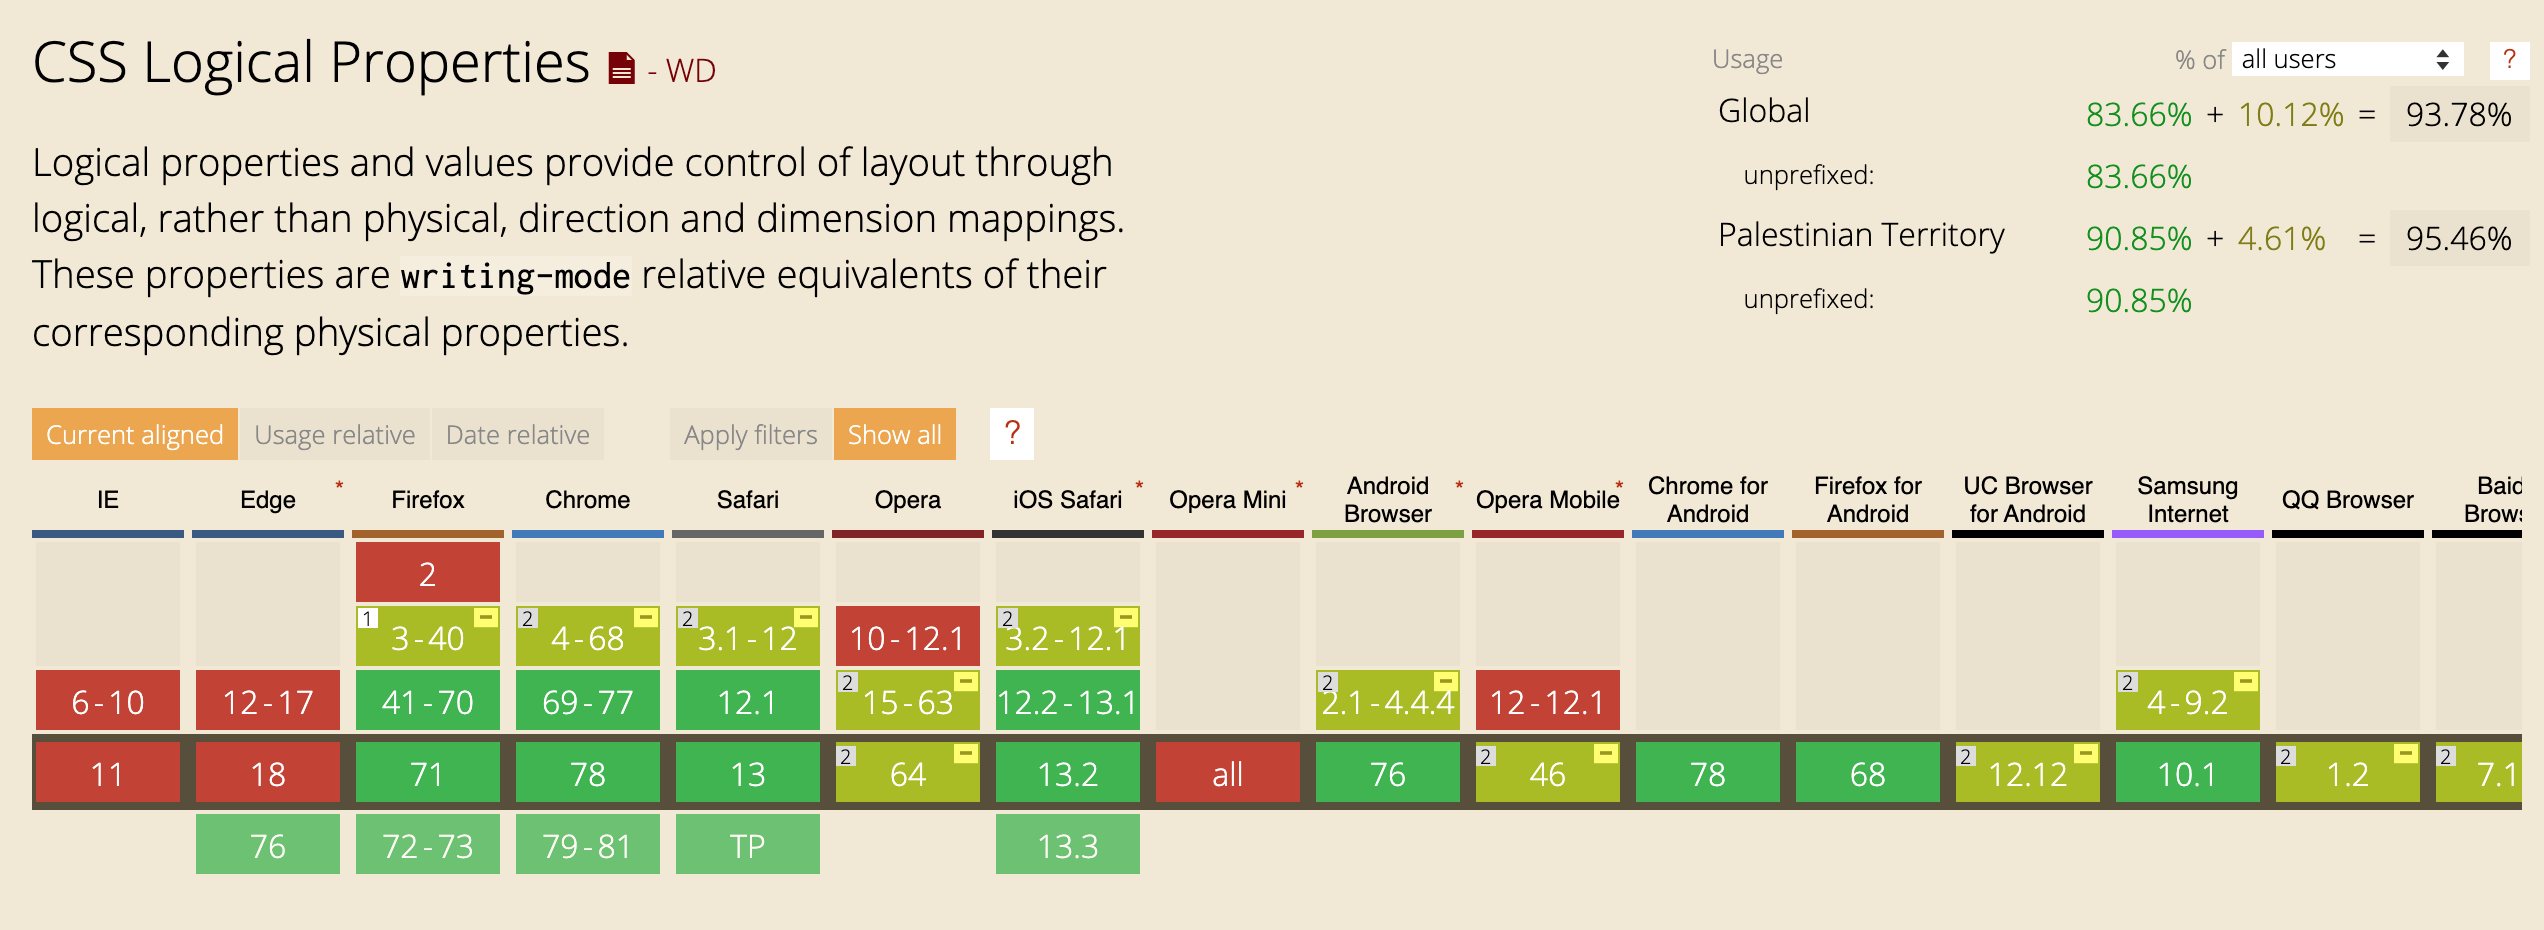 CSS Logical Properties - WD
Usage % of all users ?
Global 83.66% + 10.12% = 93.78%
unprefixed: 83.66%
Palestinian Territory 90.85% + 4.61% = 95.46%
unprefixed: 90.85%
Logical properties and values provide control of layout through
logical, rather than physical, direction and dimension mappings.
These properties are writing-mode relative equivalents of their
corresponding physical properties.
Current aligned Usage relative Date relative Apply filters Show all ?
IE Edge * Firefox Chrome Safari Opera iOS Safari * Opera Mini * Android Browser * Opera Mobile * Chrome for Android Firefox for Android UC Browser for Android Samsung Internet QQ Browser Baid Brows
2
1 3-40 2 4-68 2 3.1-12 10-12.1 2 3.2-12.1
6-10 12-17 41-70 69-77 12.1 2 15-63 12.2-13.1 2 2.1-4.4.4 12-12.1 2 4-9.2
11 18 71 78 13 2 64 13.2 all 76 2 46 78 68 2 12.12 10.1 2 1.2 2 7.1
76 72-73 79-81 TP 13.3